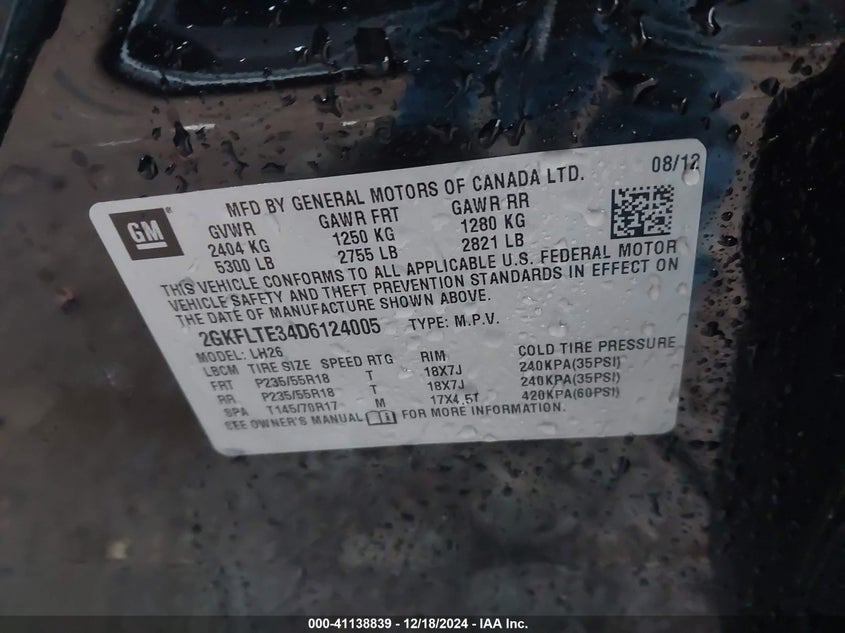 MFD BY GENERAL MOTORS OF CANADA LTD. 08/12
GM ®
GVWR GAWR FRT GAWR RR
2404 KG 1250 KG 1280 KG
5300 LB 2755 LB 2821 LB
THIS VEHICLE CONFORMS TO ALL APPLICABLE U.S. FEDERAL MOTOR
VEHICLE SAFETY AND THEFT PREVENTION STANDARDS IN EFFECT ON
THE DATE OF MANUFACTURE SHOWN ABOVE.
2GKFLTE34D6124005 TYPE: M.P.V.
MODEL: LH26
LBCM TIRE SIZE SPEED RTG RIM COLD TIRE PRESSURE
FRT P235/55R18 T 18X7J 240KPA(35PSI)
RR P235/55R18 T 18X7J 240KPA(35PSI)
SPA T145/70R17 M 17X4.5T 420KPA(60PSI)
SEE OWNER'S MANUAL FOR MORE INFORMATION.
000-41138839 - 12/18/2024 - IAA Inc.